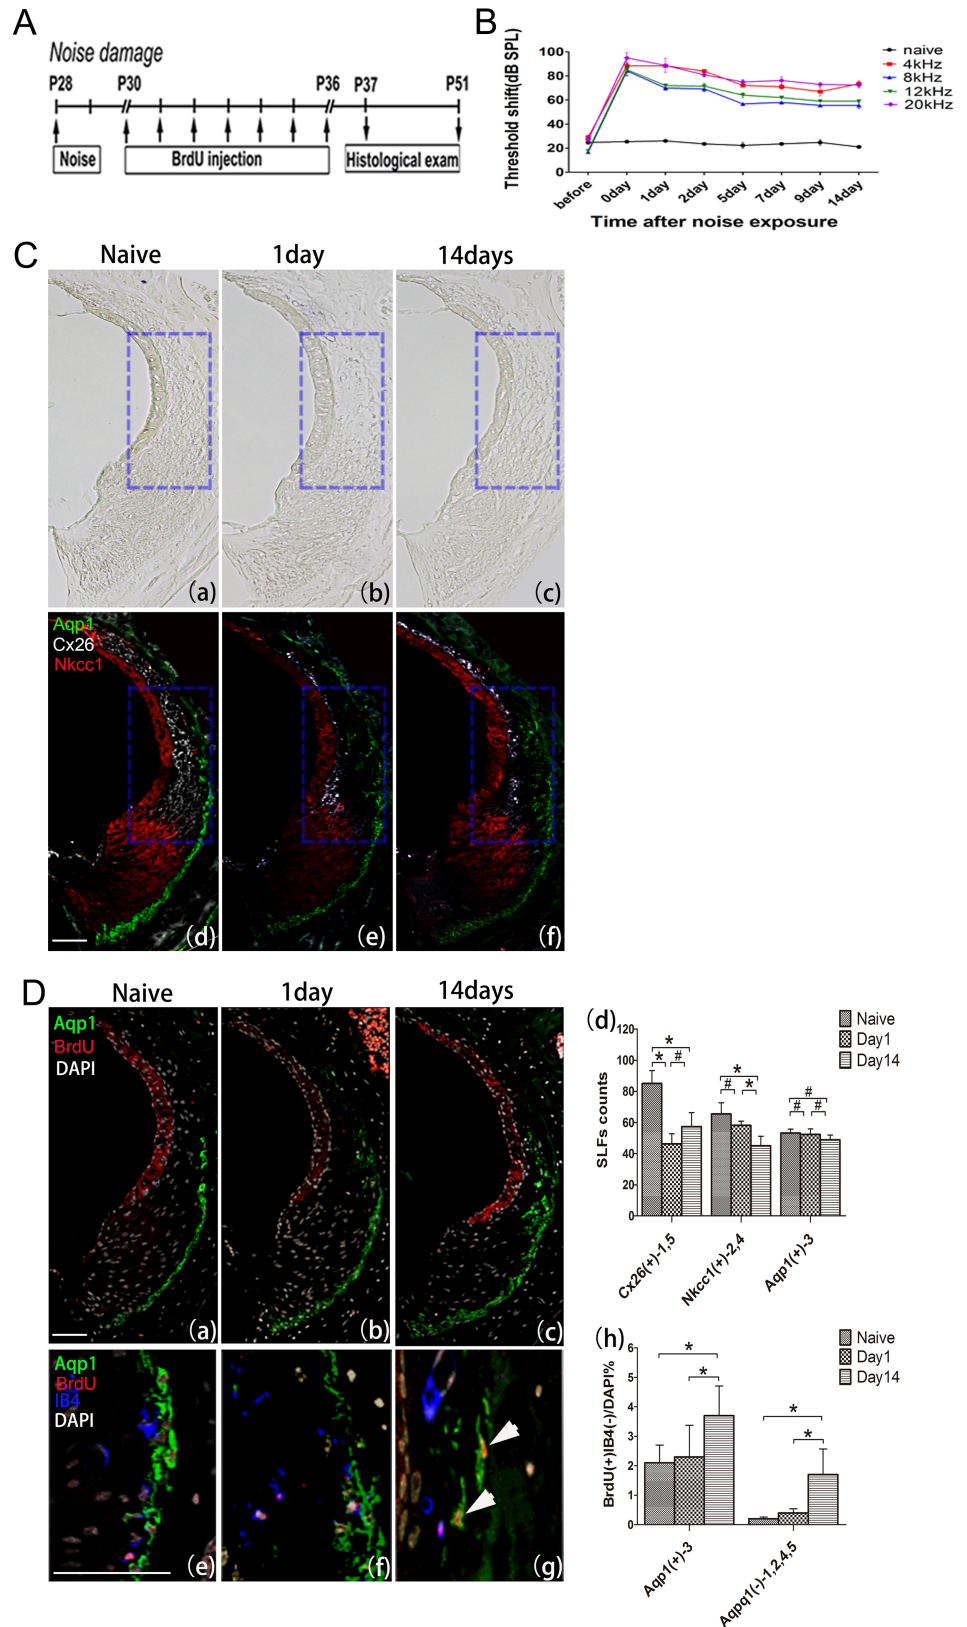 A
Noise damage
P28 P30 P36 P37 P51
Noise BrdU injection Histological exam
B
Threshold shift(dB SPL)
100
80
60
40
20
0
before 0day 1day 2day 5day 7day 9day 14day
Time after noise exposure
naive
4kHz
8kHz
12kHz
20kHz
C
Naive 1day 14days
(a) (b) (c)
Aqp1
Cx26
Nkcc1
(d) (e) (f)
D
Naive 1day 14days
Aqp1
BrdU
DAPI
(a) (b) (c)
Aqp1
BrdU
IB4
DAPI
(e) (f) (g)
(d)
SLFs counts
120
100
80
60
40
20
0
* * #
* # *
# # #
Cx26(+)-1,5 Nkcc1(+)-2,4 Aqp1(+)-3
Naive
Day1
Day14
(h)
BrdU(+)IB4(-)/DAPI%
6
5
4
3
2
1
0
* *
* *
Aqp1(+)-3 Aqpq1(-)-1,2,4,5
Naive
Day1
Day14